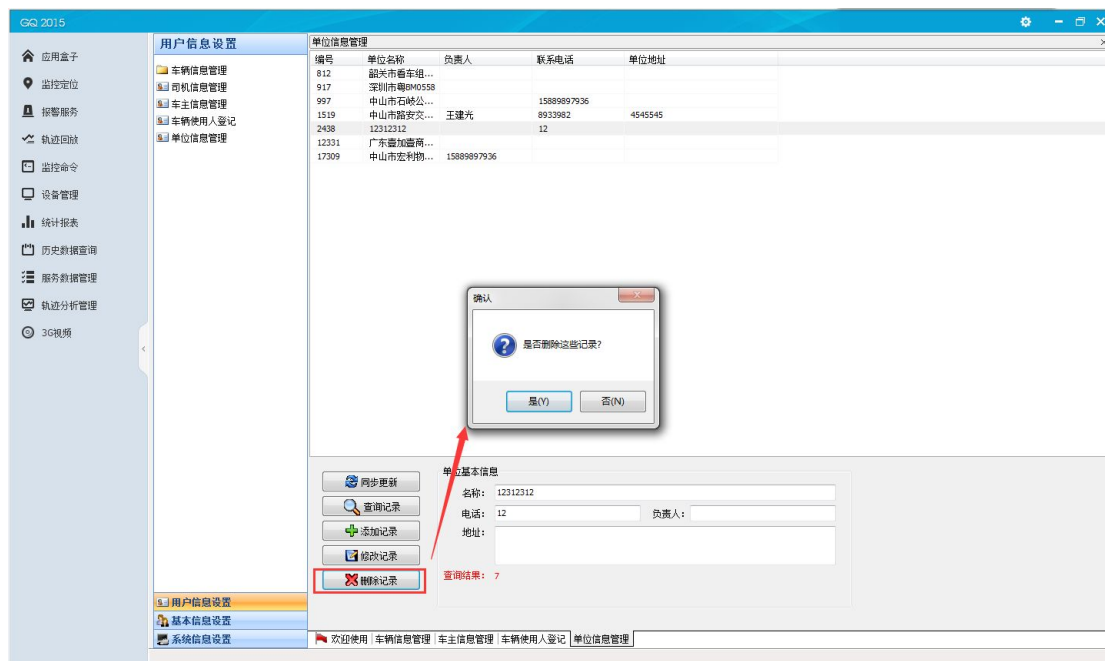 GQ 2015
应用盒子
监控定位
报警服务
轨迹回放
监控命令
设备管理
统计报表
历史数据查询
服务数据管理
轨迹分析管理
3G视频
用户信息设置
车辆信息管理
司机信息管理
车主信息管理
车辆使用人登记
单位信息管理
用户信息设置
基本信息设置
系统信息设置
单位信息管理
编号 单位名称 负责人 联系电话 单位地址
812 韶关市看车组...
917 深圳市粤BM0558
997 中山市石岐公... 15889897936
1519 中山市路安交... 王建光 8933982 4545545
2438 12312312 12
12331 广东壹加壹商...
17309 中山市宏利物... 15889897936
确认
是否删除这些记录?
是(Y) 否(N)
同步更新
查询记录
添加记录
修改记录
删除记录
单位基本信息
名称: 12312312
电话: 12 负责人:
地址:
查询结果: 7
欢迎使用 车辆信息管理 车主信息管理 车辆使用人登记 单位信息管理